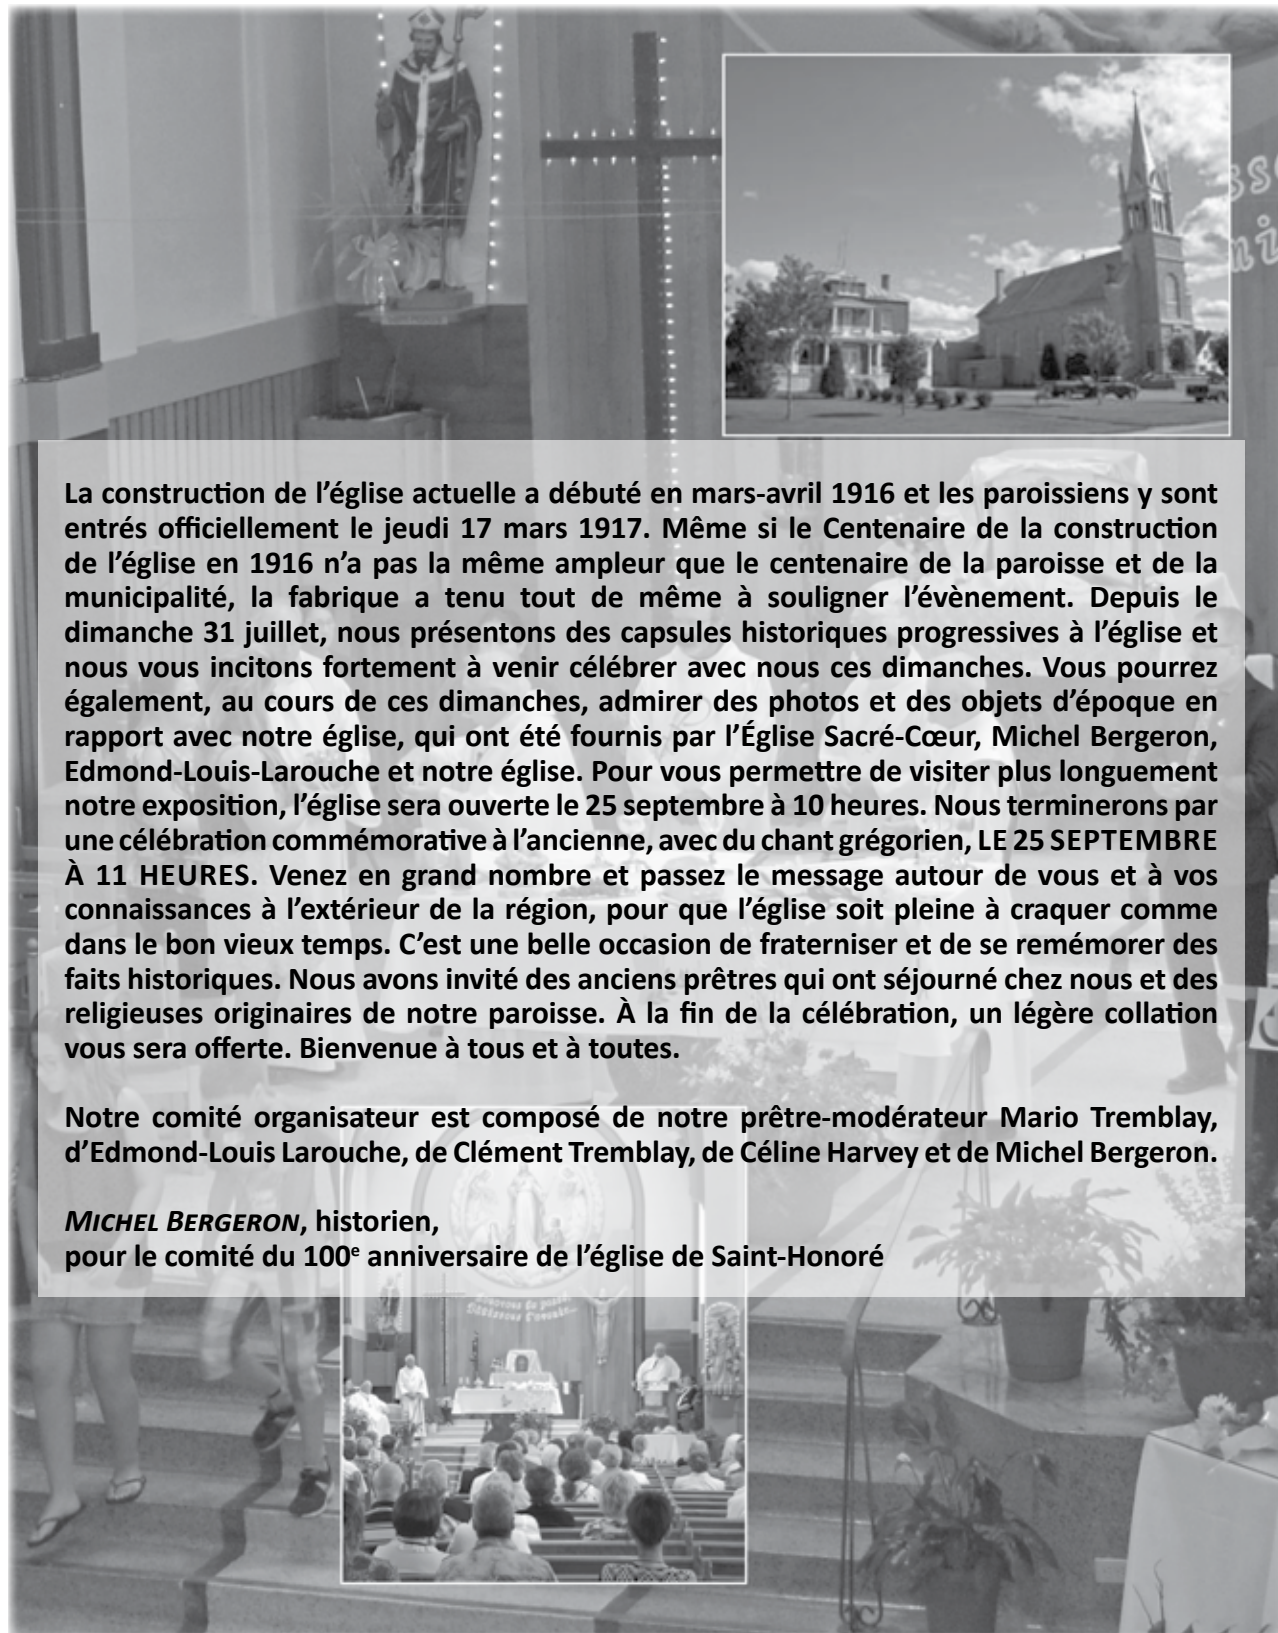 La construction de l’église actuelle a débuté en mars-avril 1916 et les paroissiens y sont
entrés officiellement le jeudi 17 mars 1917. Même si le Centenaire de la construction
de l’église en 1916 n’a pas la même ampleur que le centenaire de la paroisse et de la
municipalité, la fabrique a tenu tout de même à souligner l’évènement. Depuis le
dimanche 31 juillet, nous présentons des capsules historiques progressives à l’église et
nous vous incitons fortement à venir célébrer avec nous ces dimanches. Vous pourrez
également, au cours de ces dimanches, admirer des photos et des objets d’époque en
rapport avec notre église, qui ont été fournis par l’Église Sacré-Cœur, Michel Bergeron,
Edmond-Louis-Larouche et notre église. Pour vous permettre de visiter plus longuement
notre exposition, l’église sera ouverte le 25 septembre à 10 heures. Nous terminerons par
une célébration commémorative à l’ancienne, avec du chant grégorien, LE 25 SEPTEMBRE
À 11 HEURES. Venez en grand nombre et passez le message autour de vous et à vos
connaissances à l’extérieur de la région, pour que l’église soit pleine à craquer comme
dans le bon vieux temps. C’est une belle occasion de fraterniser et de se remémorer des
faits historiques. Nous avons invité des anciens prêtres qui ont séjourné chez nous et des
religieuses originaires de notre paroisse. À la fin de la célébration, un légère collation
vous sera offerte. Bienvenue à tous et à toutes.
Notre comité organisateur est composé de notre prêtre-modérateur Mario Tremblay,
d’Edmond-Louis Larouche, de Clément Tremblay, de Céline Harvey et de Michel Bergeron.
MICHEL BERGERON, historien,
pour le comité du 100e anniversaire de l’église de Saint-Honoré